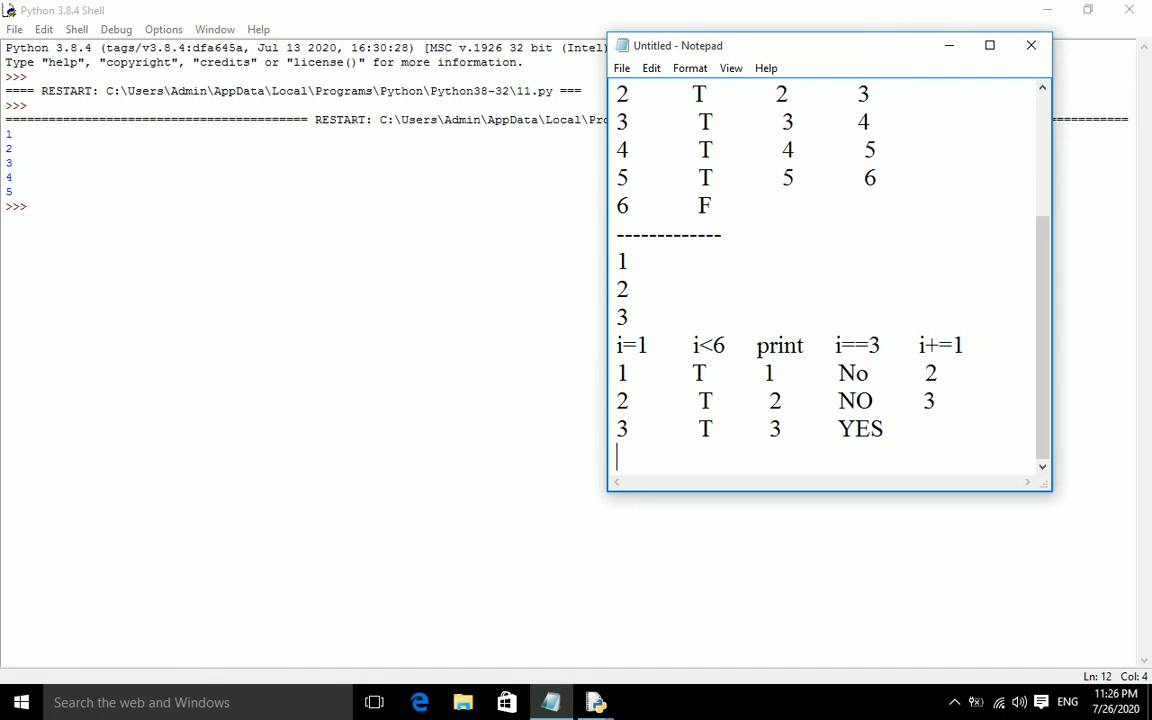 Python 3.8.4 Shell
File Edit Shell Debug Options Window Help
Python 3.8.4 (tags/v3.8.4:dfa645a, Jul 13 2020, 16:30:28) [MSC v.1926 32 bit (Intel)
Type "help", "copyright", "credits" or "license()" for more information.
>>>
==== RESTART: C:\Users\Admin\AppData\Local\Programs\Python\Python38-32\11.py ===
>>>
========================================== RESTART: C:\Users\Admin\AppData\Local\Pro ===========
1
2
3
4
5
>>>
Untitled - Notepad
File Edit Format View Help
2 T 2 3
3 T 3 4
4 T 4 5
5 T 5 6
6 F
-------------
1
2
3
i=1 i<6 print i==3 i+=1
1 T 1 No 2
2 T 2 NO 3
3 T 3 YES
Ln: 12 Col: 4
Search the web and Windows
ENG
11:26 PM
7/26/2020